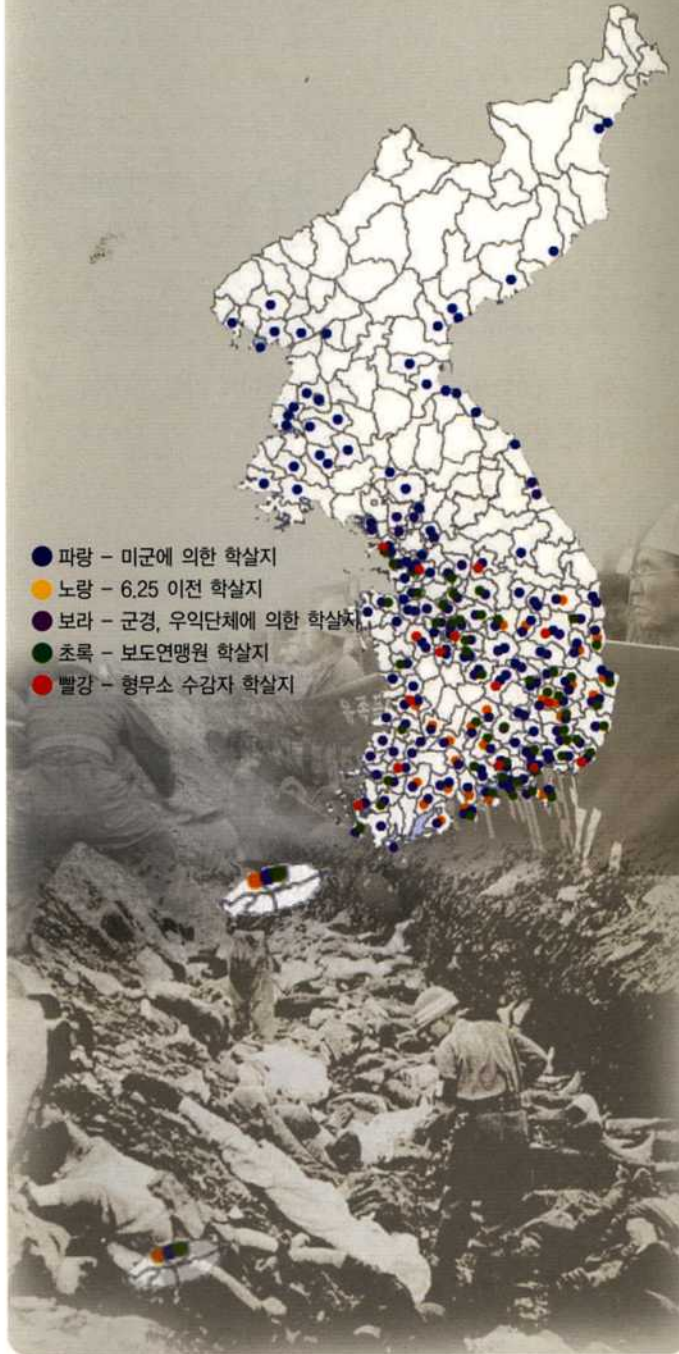 파랑 – 미군에 의한 학살지
노랑 – 6.25 이전 학살지
보라 – 군경, 우익단체에 의한 학살지
초록 – 보도연맹원 학살지
빨강 – 형무소 수감자 학살지